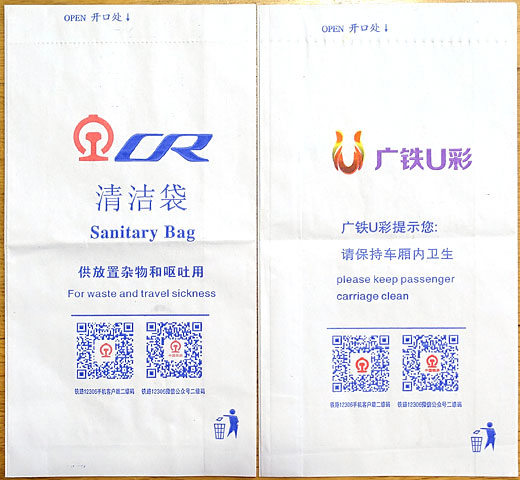 OPEN 开口处↓
CR
清洁袋
Sanitary Bag
供放置杂物和呕吐用
For waste and travel sickness
铁路12306手机客户端二维码
铁路12306微信公众号二维码
OPEN 开口处↓
广铁U彩
广铁U彩提示您:
请保持车厢内卫生
please keep passenger
carriage clean
铁路12306手机客户端二维码
铁路12306微信公众号二维码